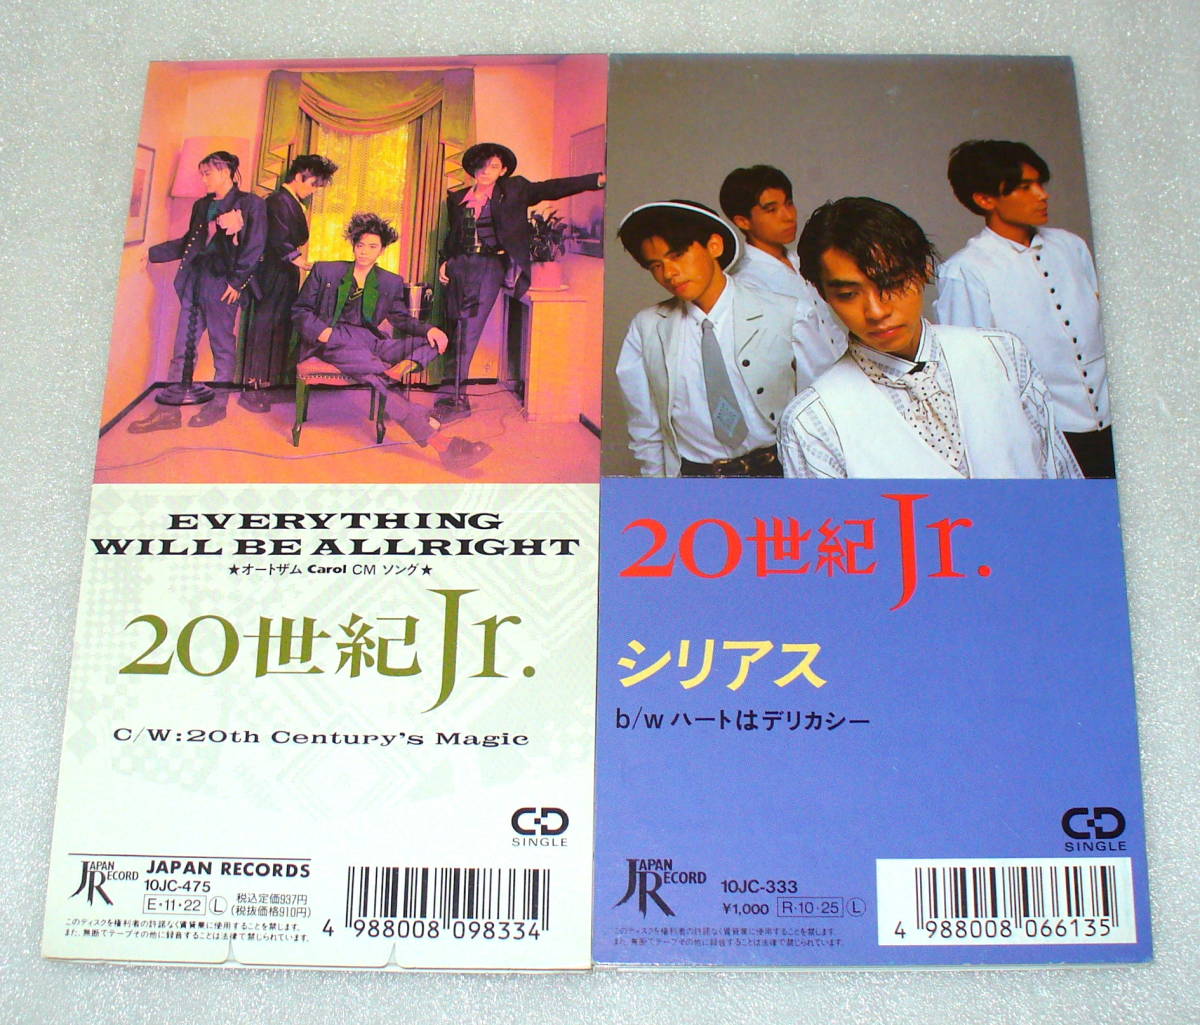 EVERYTHING
WILL BE ALLRIGHT
★オートザム Carol CM ソング★
20世紀Jr.
C/W:20th Century's Magic
CD
SINGLE
JAPAN
RECORD
JAPAN RECORDS
10JC-475
E・11・22 L
税込定価937円
(税抜価格910円)
このディスクを権利者の許諾なく賃貸業に使用することを禁じます。
また、無断でテープその他に録音することは法律で禁じられています。
4 988008 098334
20世紀Jr.
シリアス
b/w ハートはデリカシー
CD
SINGLE
JAPAN
RECORD
10JC-333
¥1,000 R・10・25 L
このディスクを権利者の許諾なく賃貸業に使用することを禁じます。
また、無断でテープその他に録音することは法律で禁じられています。
4 988008 066135